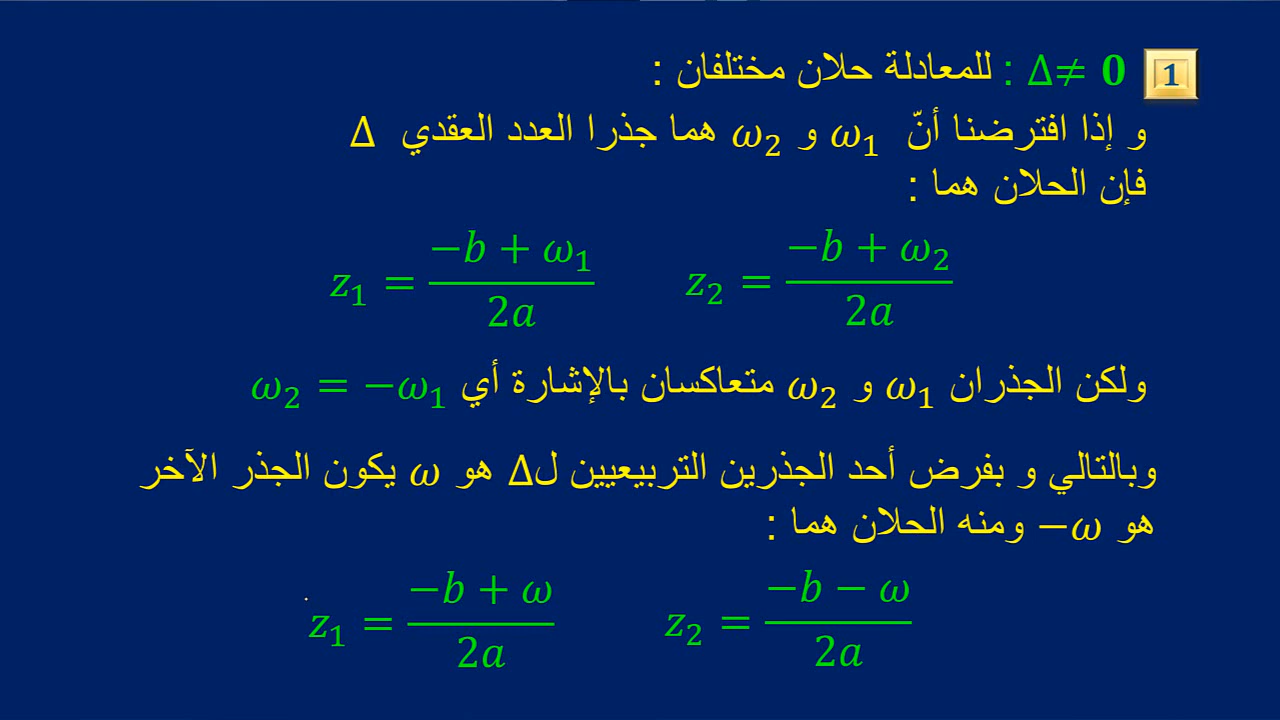 1 Δ≠ 0 : للمعادلة حلان مختلفان :
و إذا افترضنا أنّ ω₁ و ω₂ هما جذرا العدد العقدي Δ
فإن الحلان هما :
z₁ = (−b + ω₁)/2a z₂ = (−b + ω₂)/2a
ولكن الجذران ω₁ و ω₂ متعاكسان بالإشارة أي ω₂ = −ω₁
وبالتالي و بفرض أحد الجذرين التربيعيين لΔ هو ω يكون الجذر الآخر
هو −ω ومنه الحلان هما :
z₁ = (−b + ω)/2a z₂ = (−b − ω)/2a